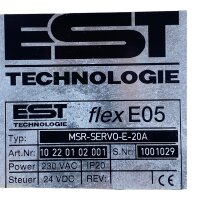 EST
TECHNOLOGIE
EST flex E05
TECHNOLOGIE
Typ: MSR-SERVO-E-20A
Art.Nr: 10 22 01 02 001 S.Nr: 1001029
Power 230 VAC IP20
Steuer 24 VDC REV: